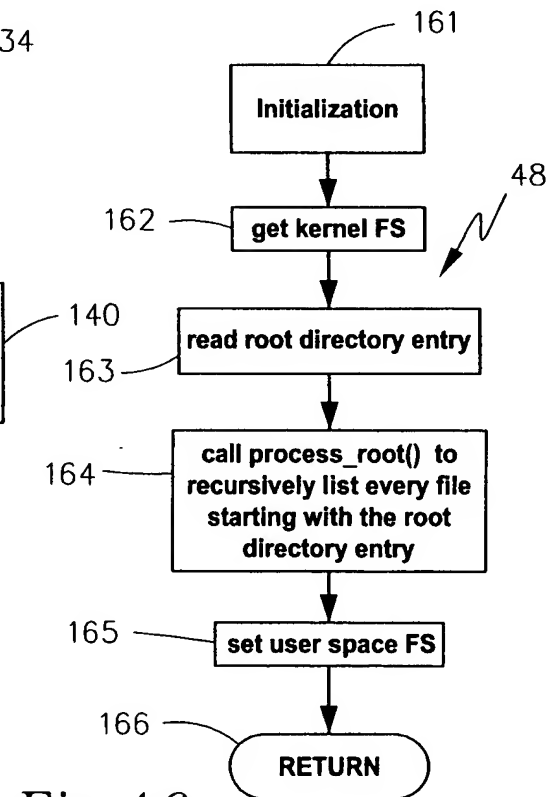 34
161
Initialization
48
162
get kernel FS
140
163
read root directory entry
164
call process_root() to
recursively list every file
starting with the root
directory entry
165
set user space FS
166
RETURN